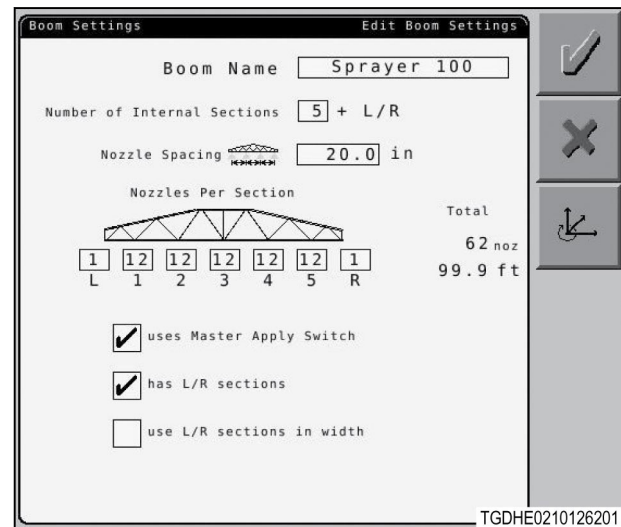 Boom Settings Edit Boom Settings
Boom Name Sprayer 100
Number of Internal Sections 5 + L/R
Nozzle Spacing 20.0 in
Nozzles Per Section
Total
62 noz
99.9 ft
1 12 12 12 12 12 1
L 1 2 3 4 5 R
uses Master Apply Switch
has L/R sections
use L/R sections in width
TGDHE0210126201